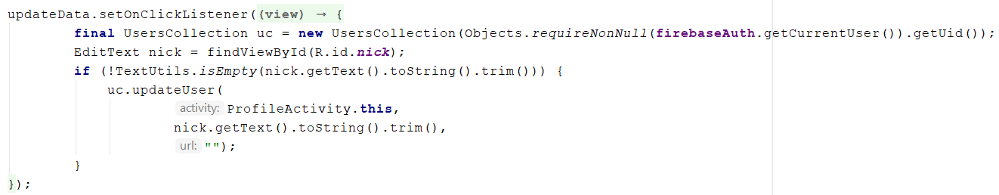 updateData.setOnClickListener((view) → {
final UsersCollection uc = new UsersCollection(Objects.requireNonNull(firebaseAuth.getCurrentUser()).getUid());
EditText nick = findViewById(R.id.nick);
if (!TextUtils.isEmpty(nick.getText().toString().trim())) {
uc.updateUser(
activity: ProfileActivity.this,
nick.getText().toString().trim(),
url: "");
}
});